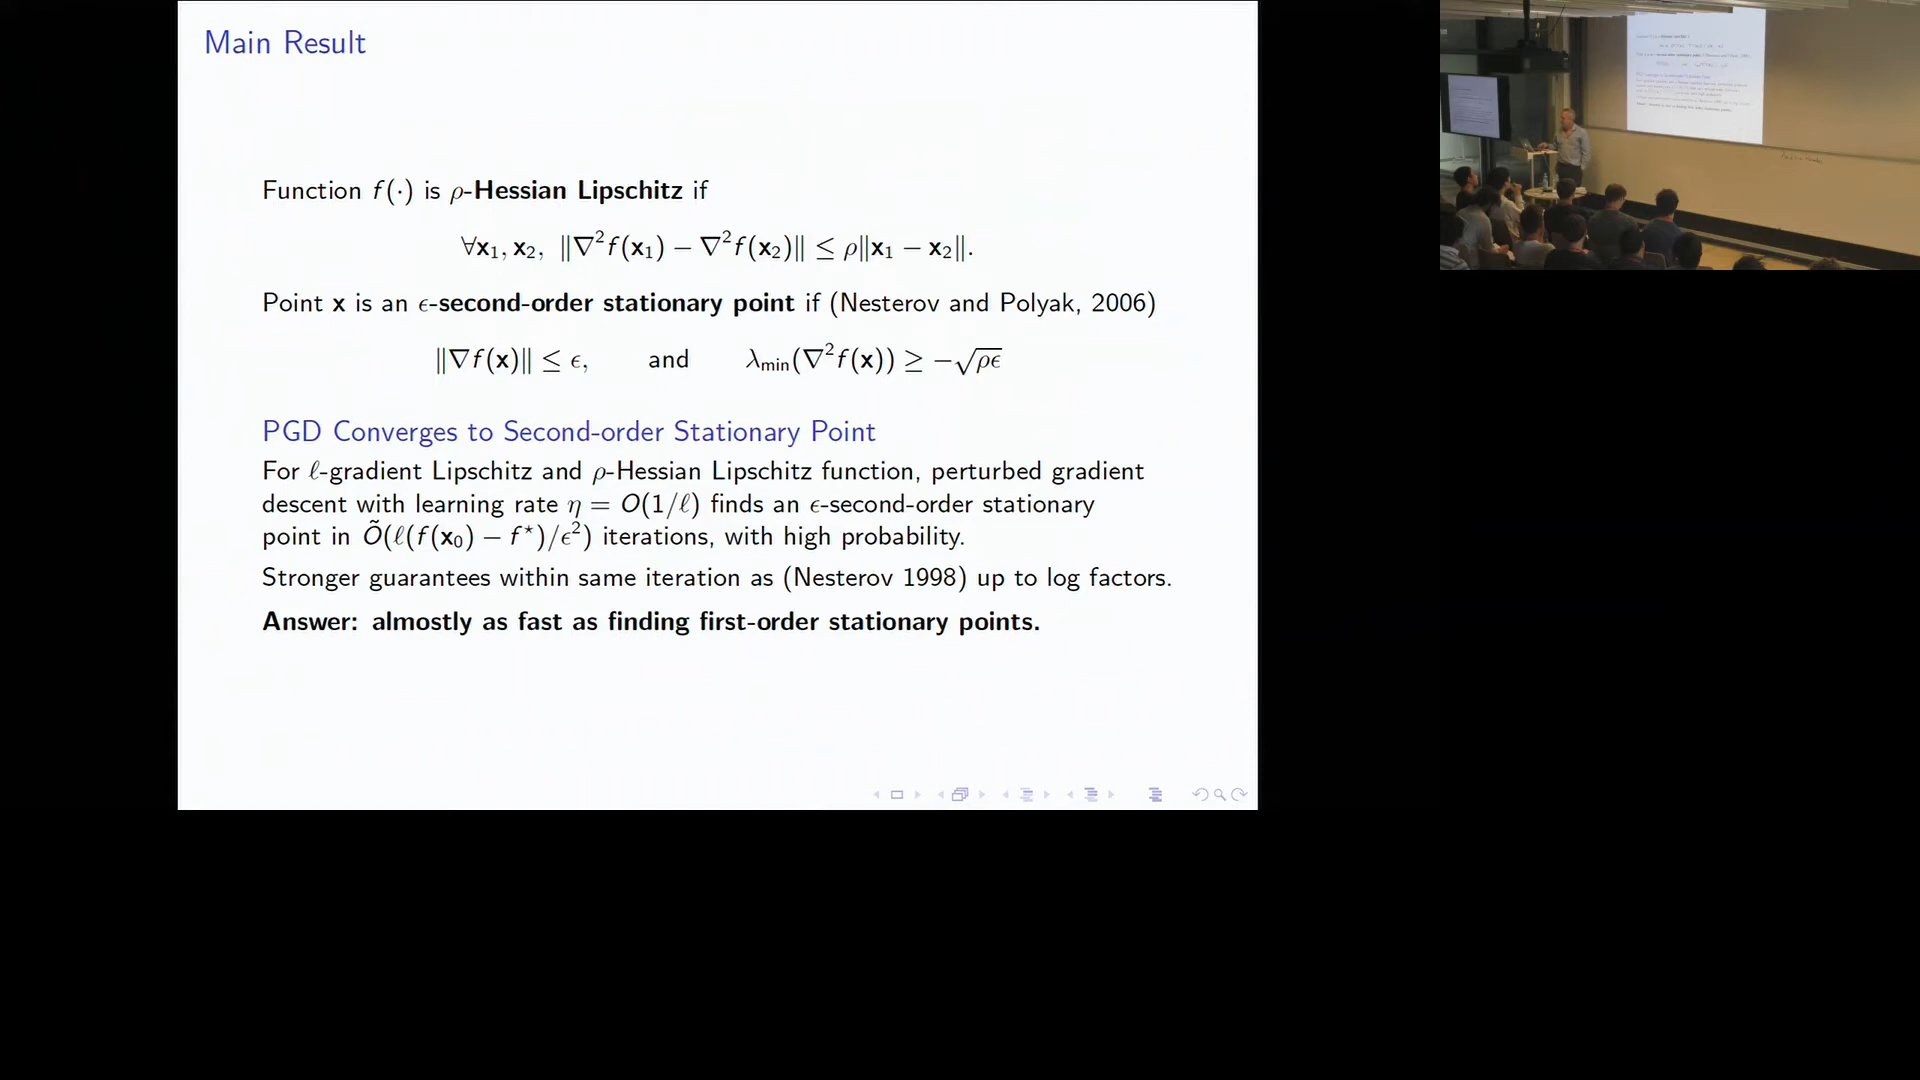 Main Result
Function f(·) is ρ-Hessian Lipschitz if
∀x₁, x₂, ‖∇²f(x₁) − ∇²f(x₂)‖ ≤ ρ‖x₁ − x₂‖.
Point x is an ϵ-second-order stationary point if (Nesterov and Polyak, 2006)
‖∇f(x)‖ ≤ ϵ, and λmin(∇²f(x)) ≥ −√ρϵ
PGD Converges to Second-order Stationary Point
For ℓ-gradient Lipschitz and ρ-Hessian Lipschitz function, perturbed gradient
descent with learning rate η = O(1/ℓ) finds an ϵ-second-order stationary
point in Õ(ℓ(f(x₀) − f⋆)/ϵ²) iterations, with high probability.
Stronger guarantees within same iteration as (Nesterov 1998) up to log factors.
Answer: almostly as fast as finding first-order stationary points.